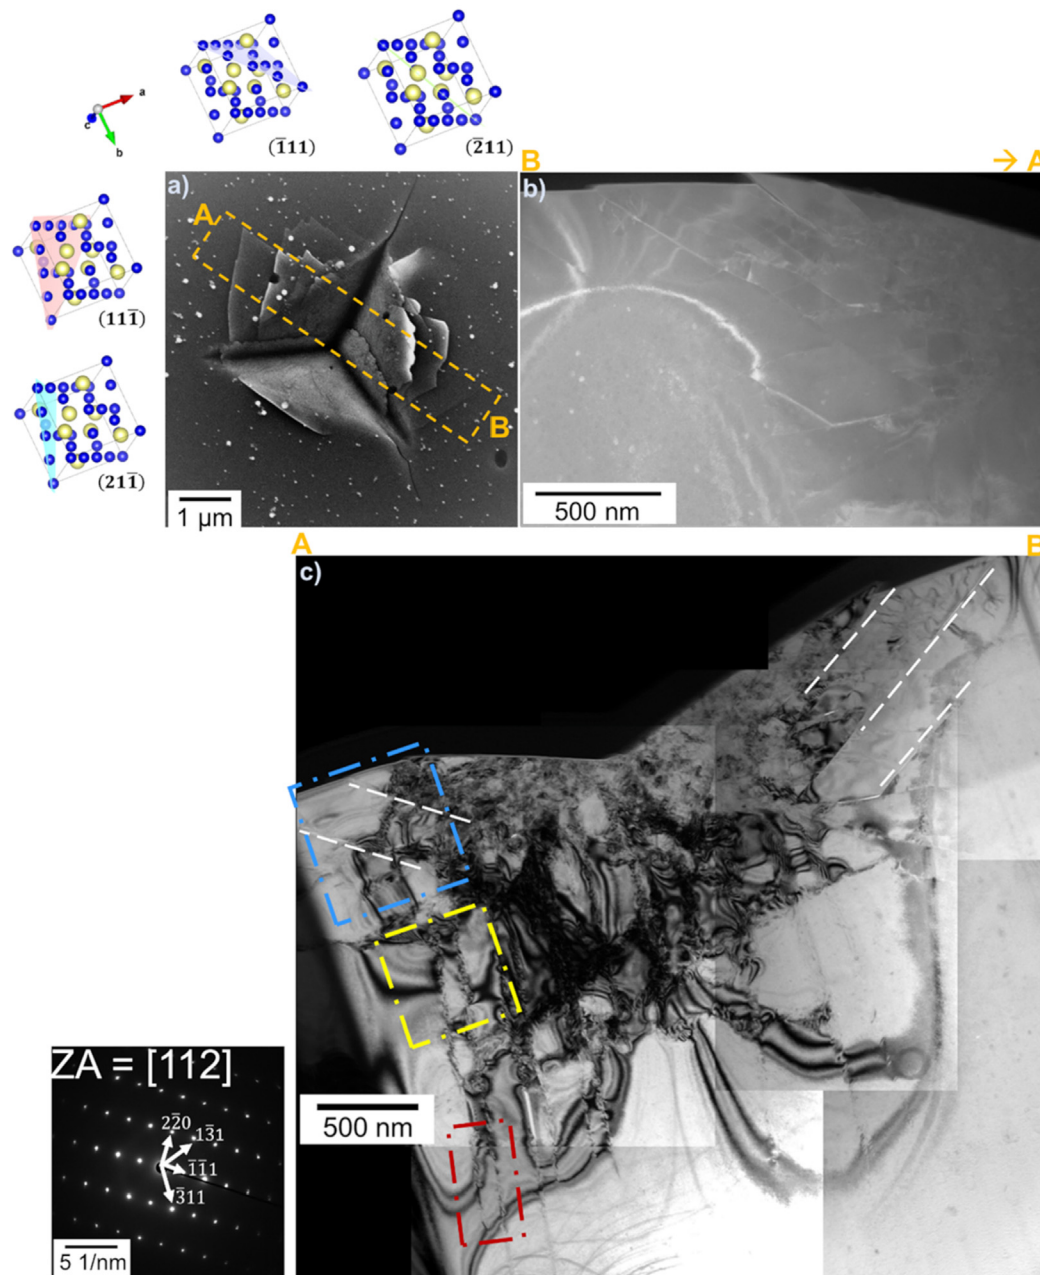 a
c
b
(1̅11)
(2̅11)
B → A
a)
A
B
1 μm
b)
500 nm
(111̅)
(211̅)
A B
c)
500 nm
ZA = [112]
22̅0
13̅1
1̅1̅1
3̅11
5 1/nm